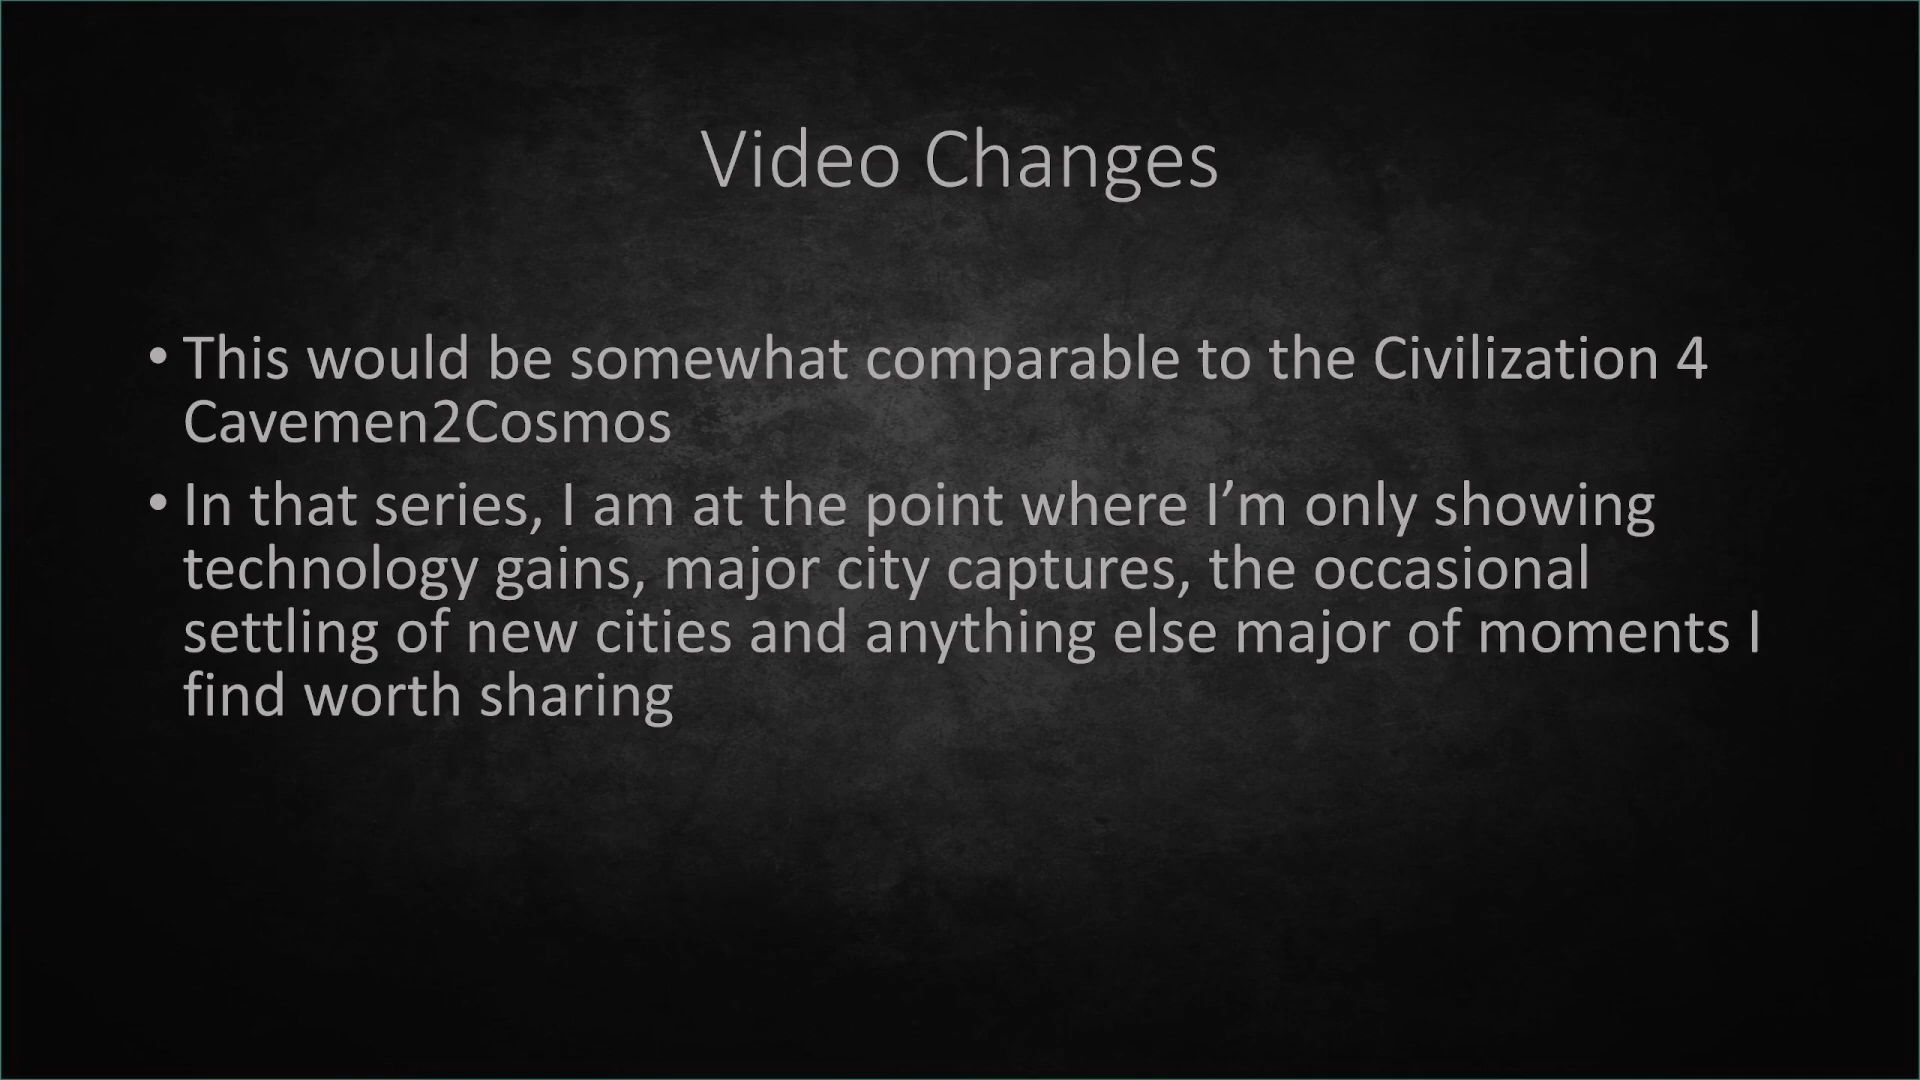 Video Changes
• This would be somewhat comparable to the Civilization 4
Cavemen2Cosmos
• In that series, I am at the point where I’m only showing
technology gains, major city captures, the occasional
settling of new cities and anything else major of moments I
find worth sharing